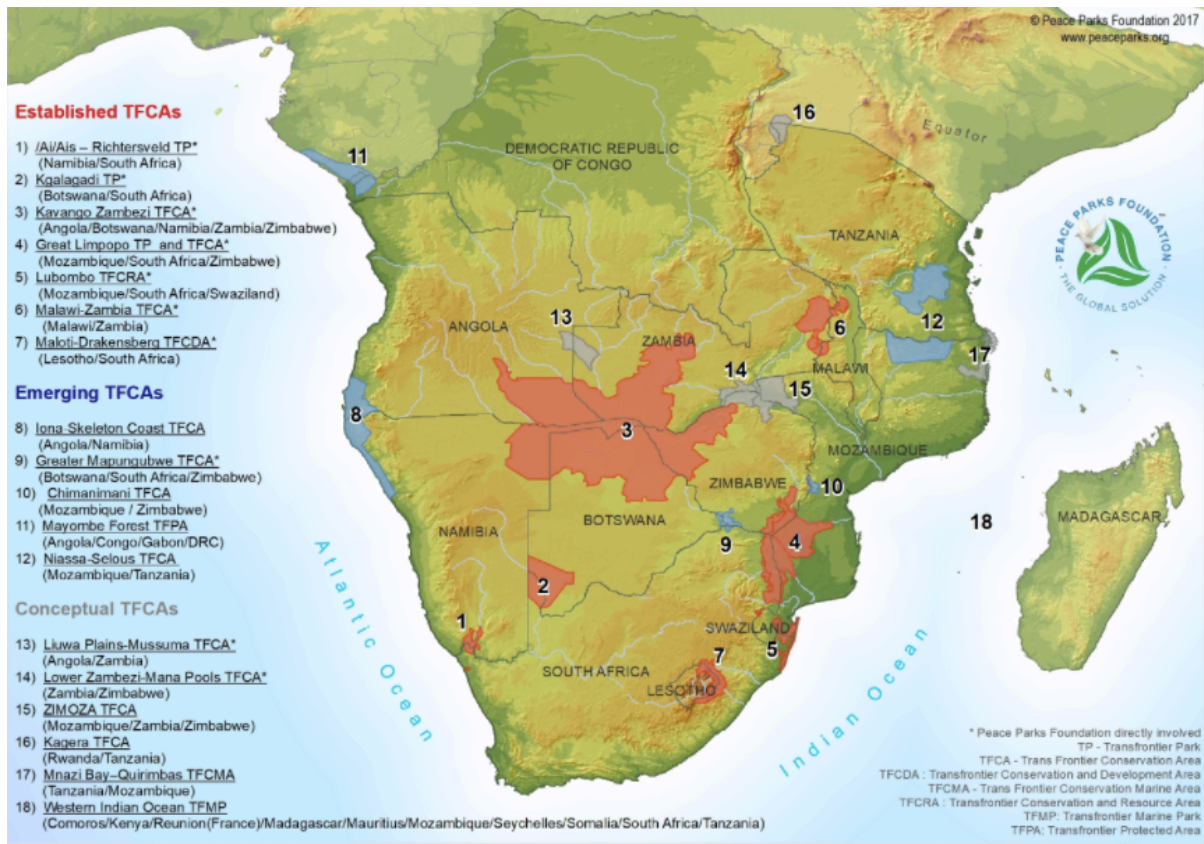 © Peace Parks Foundation 2017
www.peaceparks.org
Established TFCAs
1) /Ai/Ais – Richtersveld TP*
(Namibia/South Africa)
2) Kgalagadi TP*
(Botswana/South Africa)
3) Kavango Zambezi TFCA*
(Angola/Botswana/Namibia/Zambia/Zimbabwe)
4) Great Limpopo TP and TFCA*
(Mozambique/South Africa/Zimbabwe)
5) Lubombo TFCRA*
(Mozambique/South Africa/Swaziland)
6) Malawi-Zambia TFCA*
(Malawi/Zambia)
7) Maloti-Drakensberg TFCDA*
(Lesotho/South Africa)
Emerging TFCAs
8) Iona-Skeleton Coast TFCA
(Angola/Namibia)
9) Greater Mapungubwe TFCA*
(Botswana/South Africa/Zimbabwe)
10) Chimanimani TFCA
(Mozambique / Zimbabwe)
11) Mayombe Forest TFPA
(Angola/Congo/Gabon/DRC)
12) Niassa-Selous TFCA
(Mozambique/Tanzania)
Conceptual TFCAs
13) Liuwa Plains-Mussuma TFCA*
(Angola/Zambia)
14) Lower Zambezi-Mana Pools TFCA*
(Zambia/Zimbabwe)
15) ZIMOZA TFCA
(Mozambique/Zambia/Zimbabwe)
16) Kagera TFCA
(Rwanda/Tanzania)
17) Mnazi Bay–Quirimbas TFCMA
(Tanzania/Mozambique)
18) Western Indian Ocean TFMP
(Comoros/Kenya/Reunion(France)/Madagascar/Mauritius/Mozambique/Seychelles/Somalia/South Africa/Tanzania)
16
Equator
11
DEMOCRATIC REPUBLIC
OF CONGO
PEACE PARKS FOUNDATION
· THE GLOBAL SOLUTION ·
TANZANIA
13
ANGOLA
ZAMBIA
6
12
17
14
MALAWI
15
8
3
MOZAMBIQUE
ZIMBABWE
10
NAMIBIA
BOTSWANA
9
4
18
MADAGASCAR
2
1
SWAZILAND
5
7
SOUTH AFRICA
LESOTHO
Atlantic Ocean
Indian Ocean
* Peace Parks Foundation directly involved
TP - Transfrontier Park
TFCA - Trans Frontier Conservation Area
TFCDA : Transfrontier Conservation and Development Area
TFCMA - Trans Frontier Conservation Marine Area
TFCRA : Transfrontier Conservation and Resource Area
TFMP: Transfrontier Marine Park
TFPA: Transfrontier Protected Area